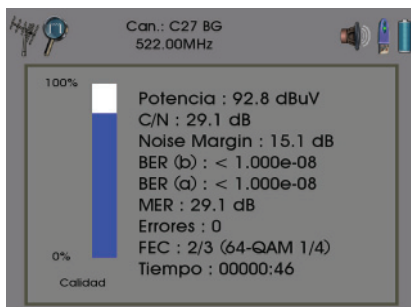 Can.: C27 BG
522.00MHz
100%
Potencia : 92.8 dBuV
C/N : 29.1 dB
Noise Margin : 15.1 dB
BER (b) : < 1.000e-08
BER (a) : < 1.000e-08
MER : 29.1 dB
Errores : 0
FEC : 2/3 (64-QAM 1/4)
Tiempo : 00000:46
0%
Calidad